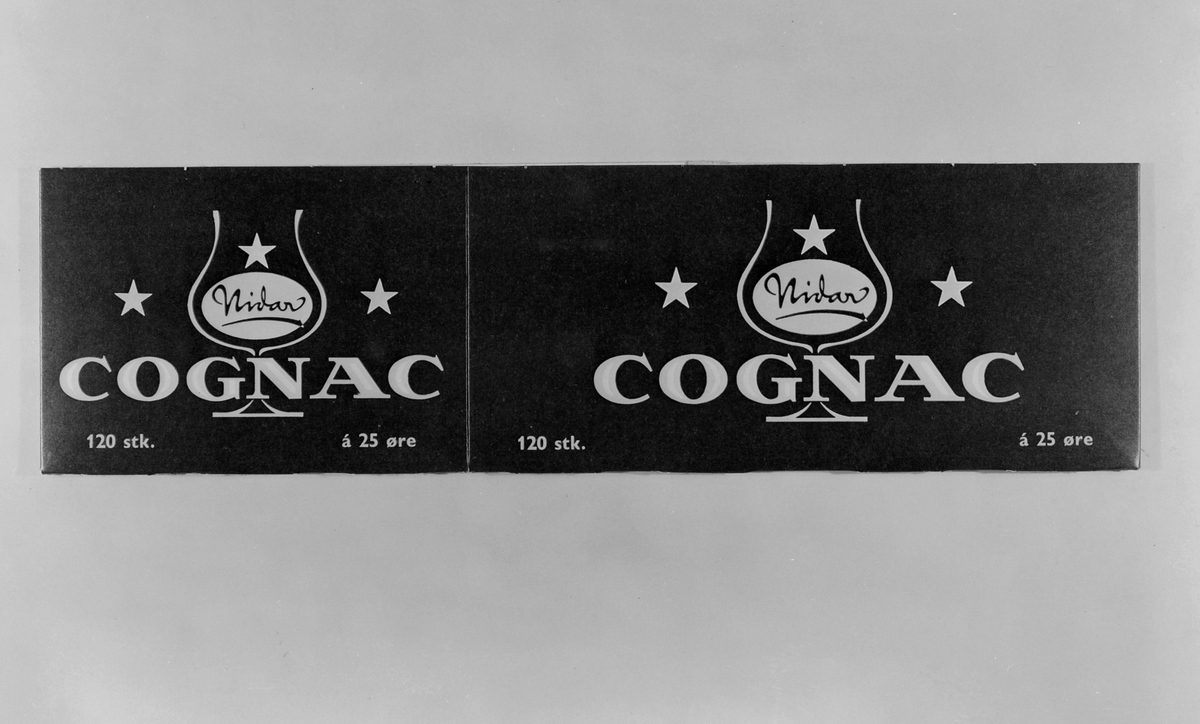 Nidar
COGNAC
120 stk. á 25 øre
Nidar
COGNAC
120 stk. á 25 øre